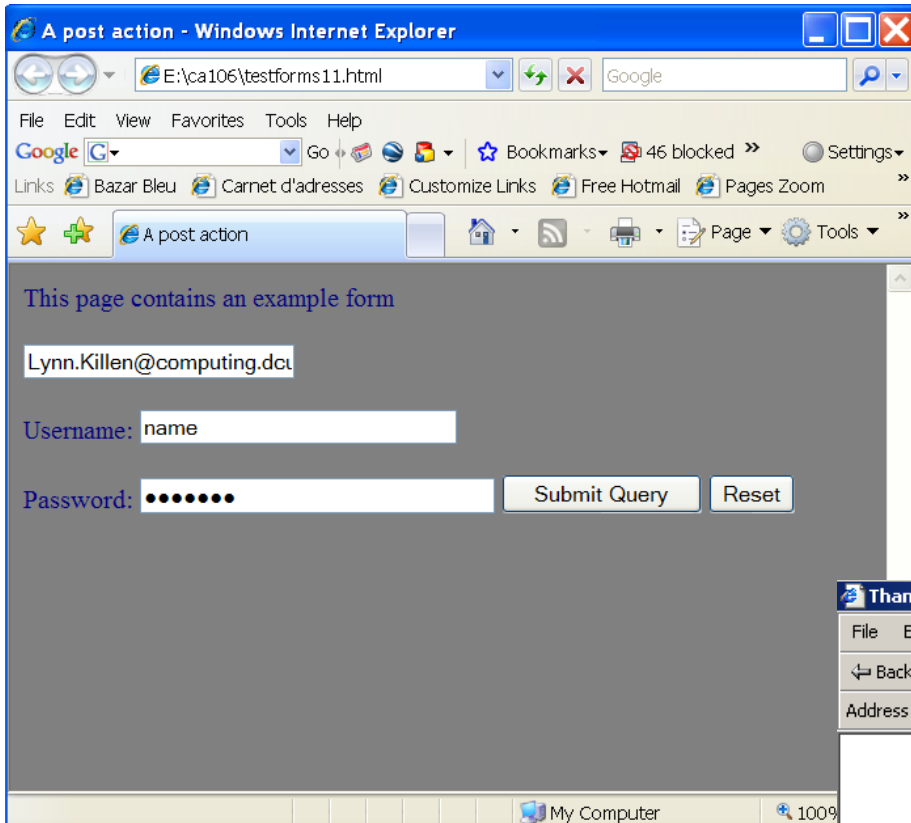 A post action - Windows Internet Explorer
E:\ca106\testforms11.html Google
File Edit View Favorites Tools Help
Google G Go Bookmarks 46 blocked » Settings
Links Bazar Bleu Carnet d'adresses Customize Links Free Hotmail Pages Zoom »
A post action Page Tools »
This page contains an example form
Lynn.Killen@computing.dcu
Username: name
Password: ••••••• Submit Query Reset
Than
File E
Back
Address
My Computer 100%